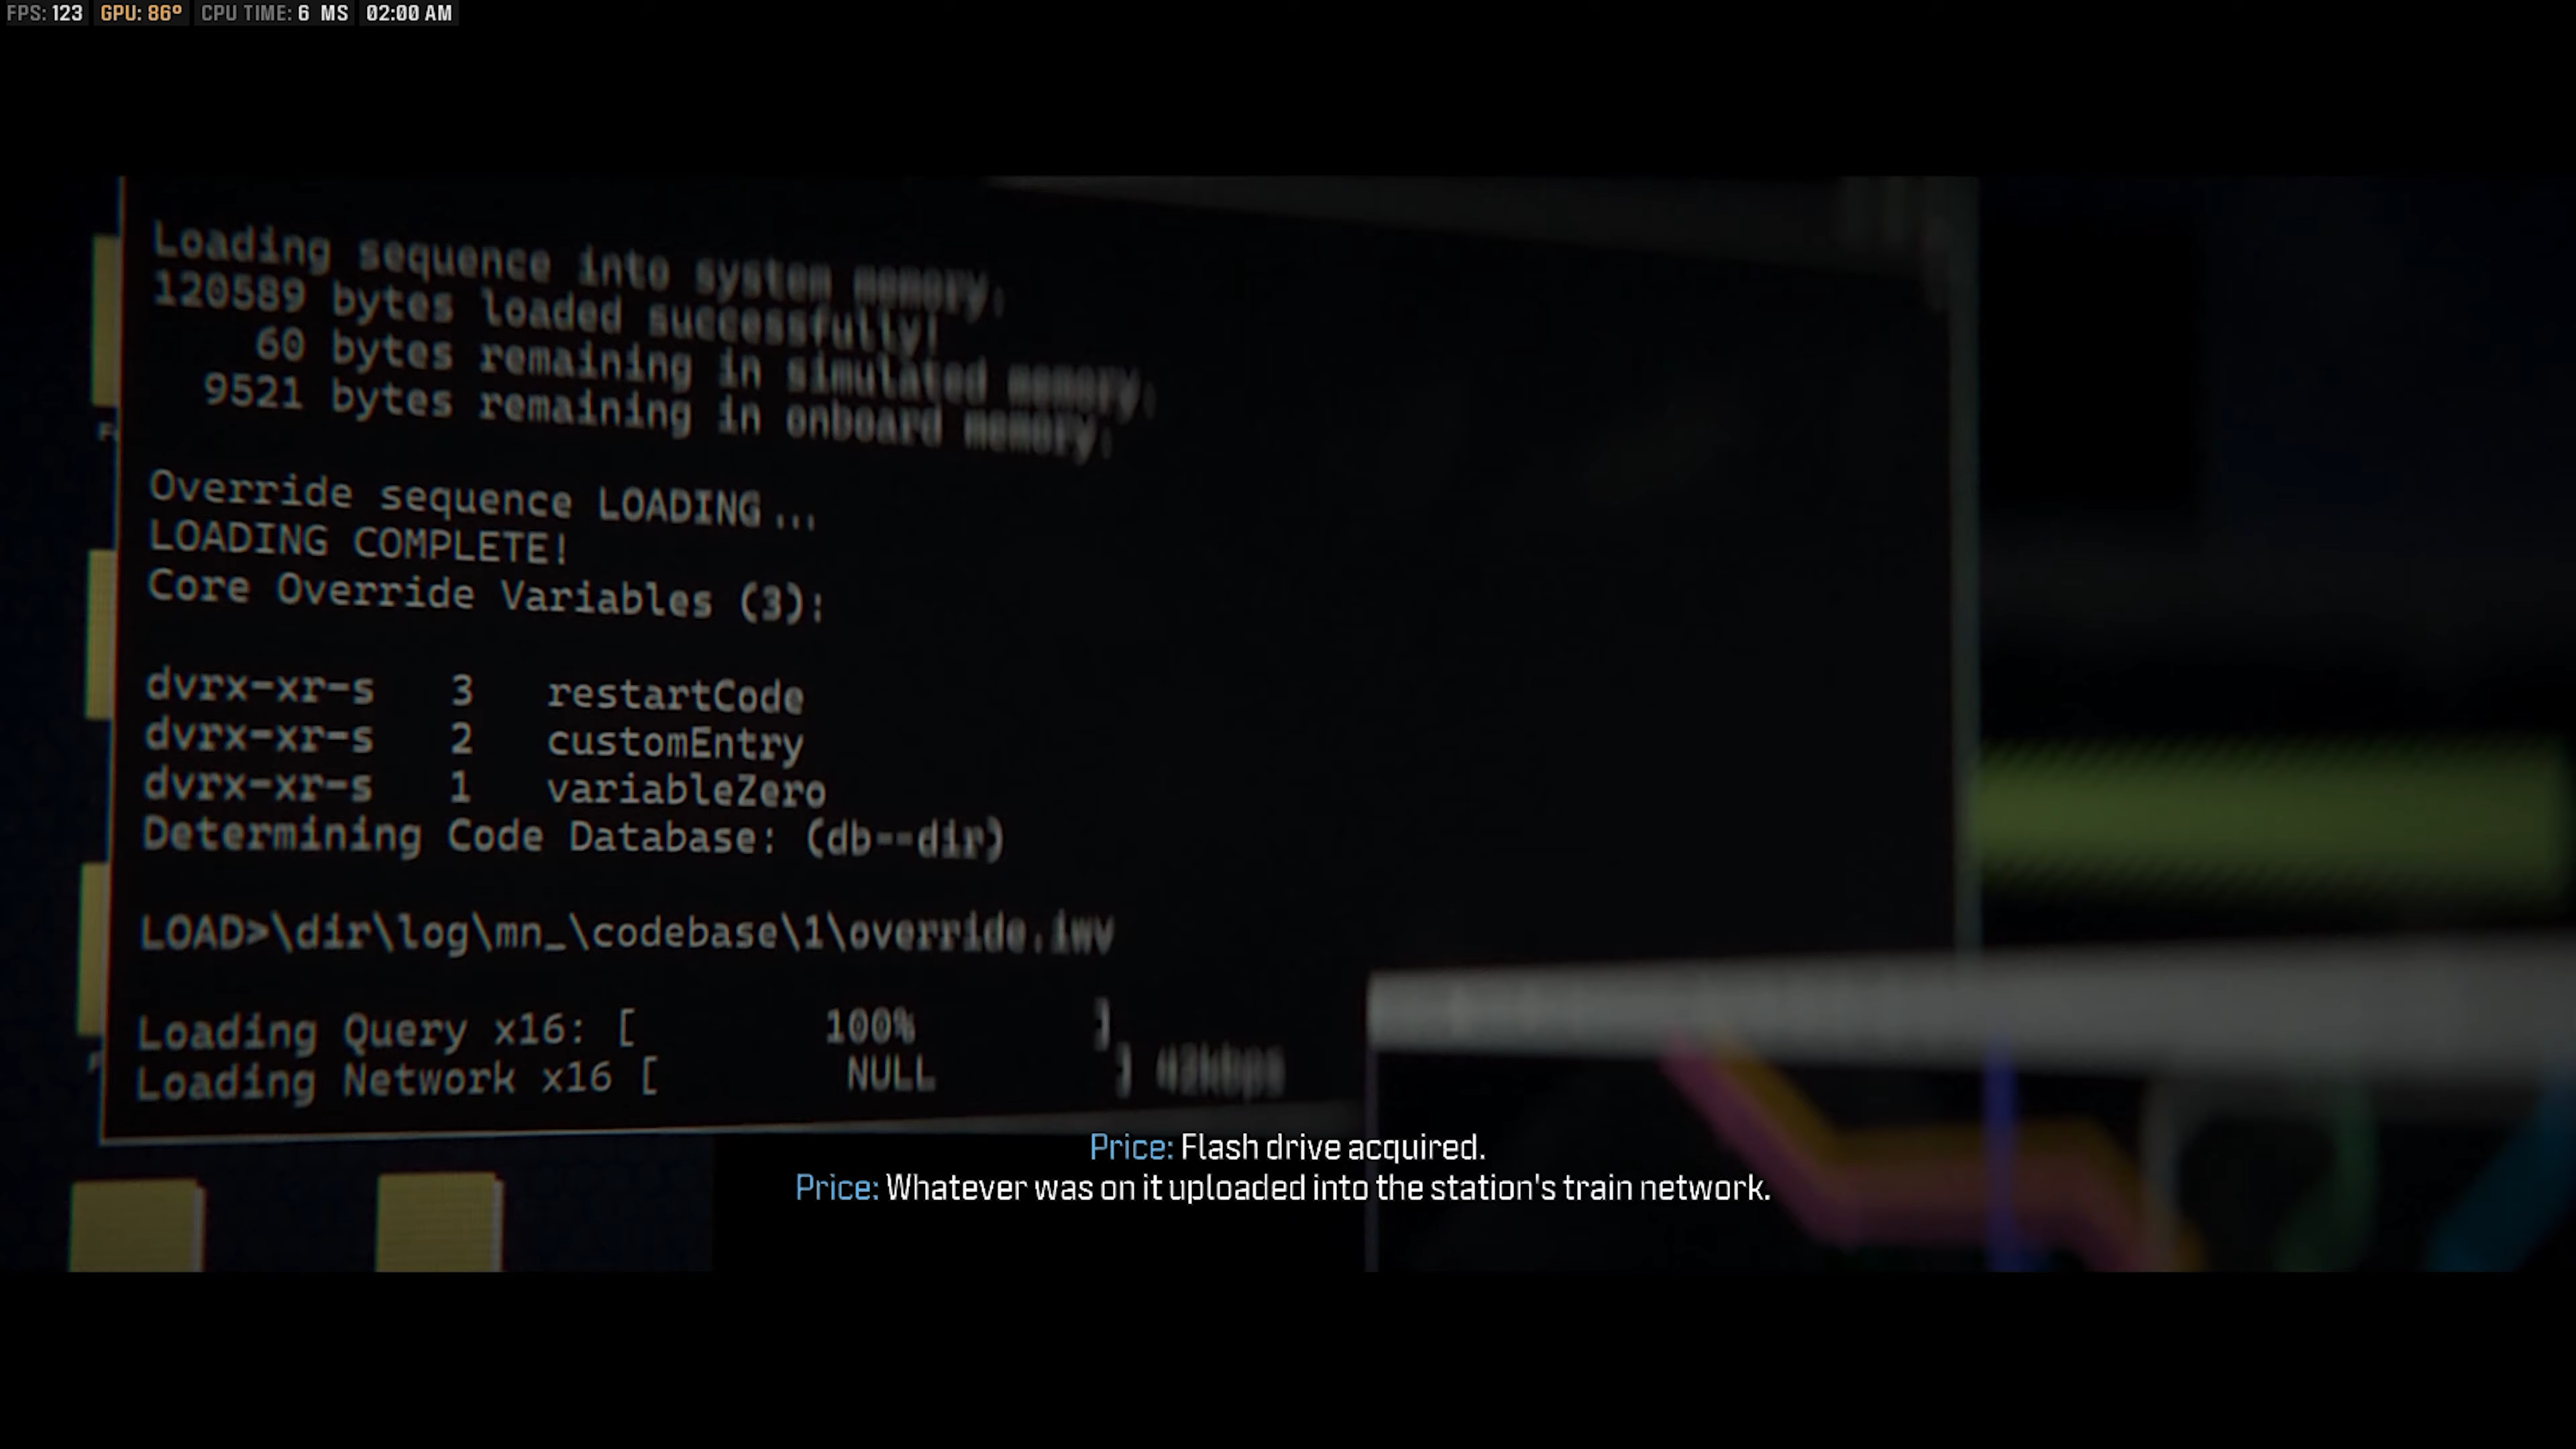 FPS: 123 GPU: 86° CPU TIME: 6 MS 02:00 AM
Loading sequence into system memory.
120589 bytes loaded successfully!
60 bytes remaining in simulated memory.
9521 bytes remaining in onboard memory.
Override sequence LOADING...
LOADING COMPLETE!
Core Override Variables (3):
dvrx-xr-s 3 restartCode
dvrx-xr-s 2 customEntry
dvrx-xr-s 1 variableZero
Determining Code Database: (db--dir)
LOAD>\dir\log\mn_\codebase\1\override.iwv
Loading Query x16: [ 100% ]
Loading Network x16 [ NULL ] 42kbps
Price: Flash drive acquired.
Price: Whatever was on it uploaded into the station's train network.